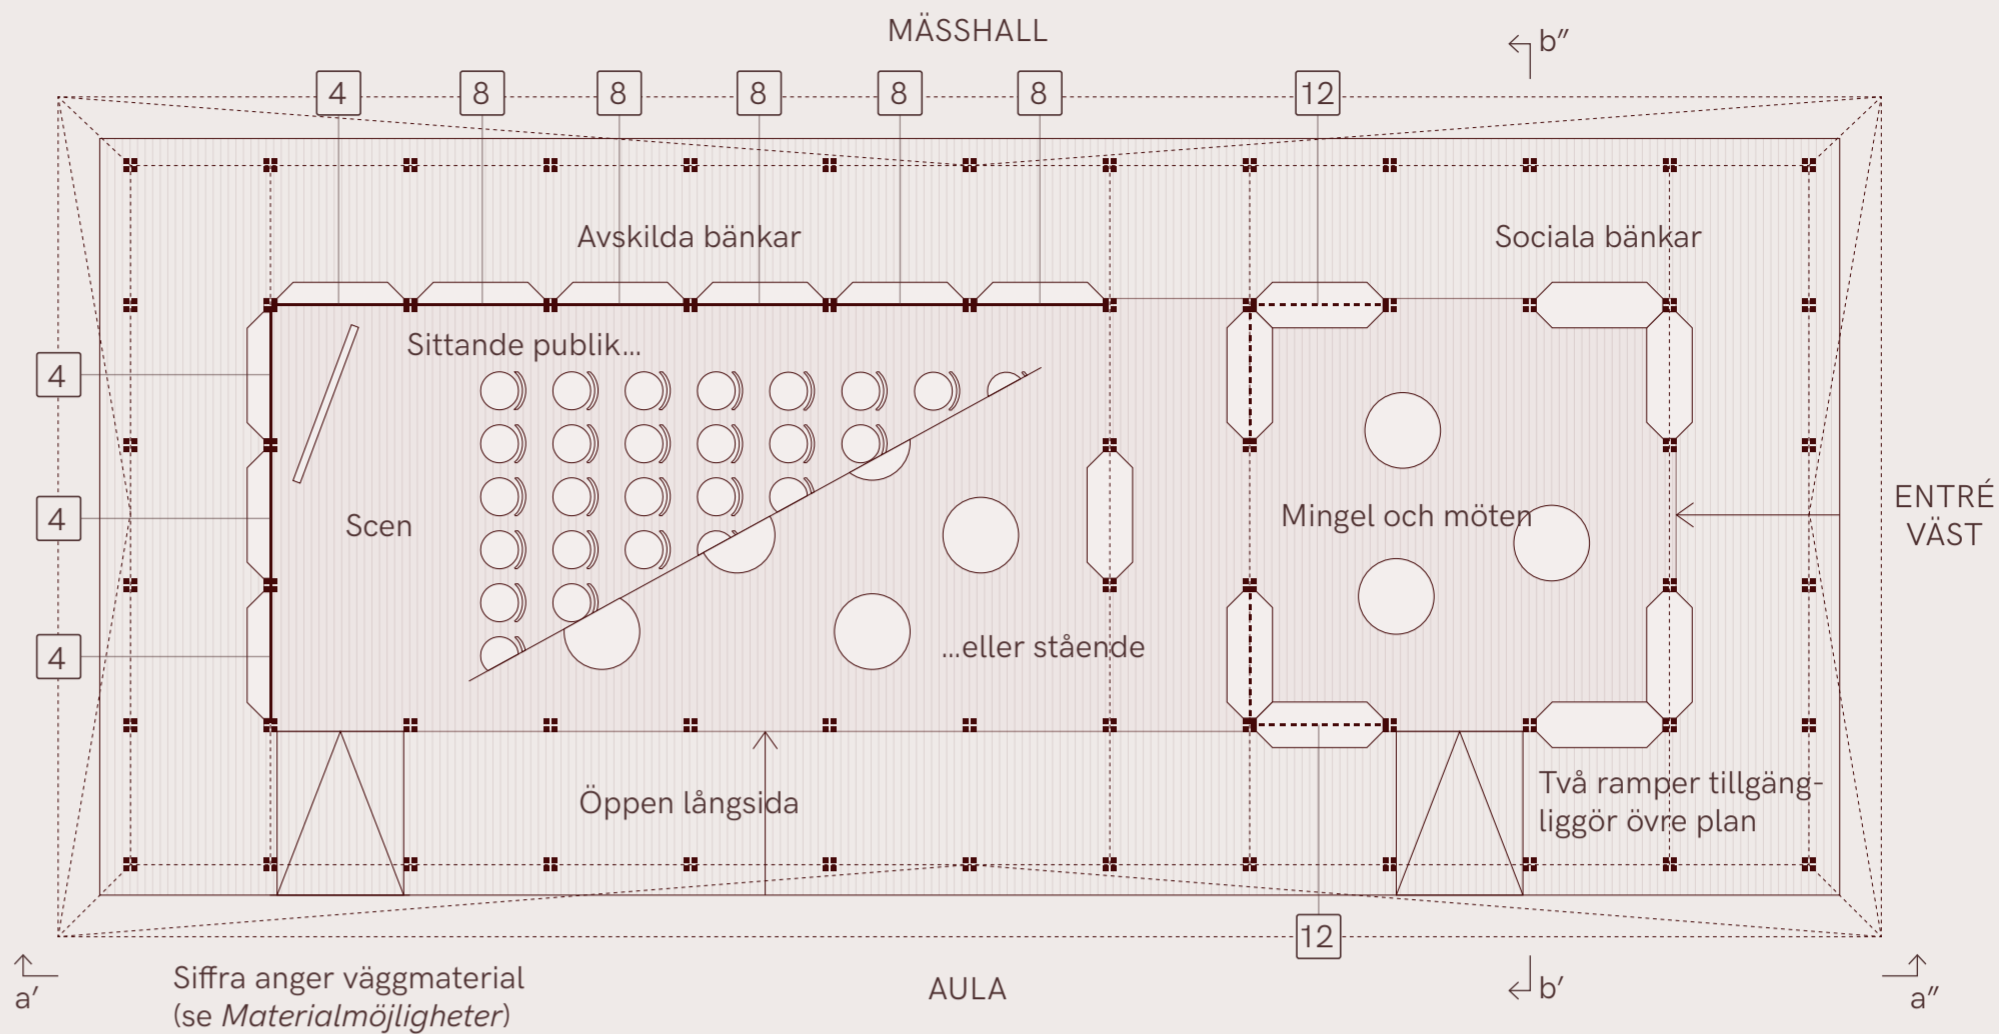 MÄSSHALL
b″
4
8
8
8
8
8
12
Avskilda bänkar
Sociala bänkar
Sittande publik...
4
4
4
Scen
Mingel och möten
ENTRÉ
VÄST
...eller stående
Öppen långsida
Två ramper tillgäng-
liggör övre plan
12
a′
Siffra anger väggmaterial
(se Materialmöjligheter)
AULA
b′
a″